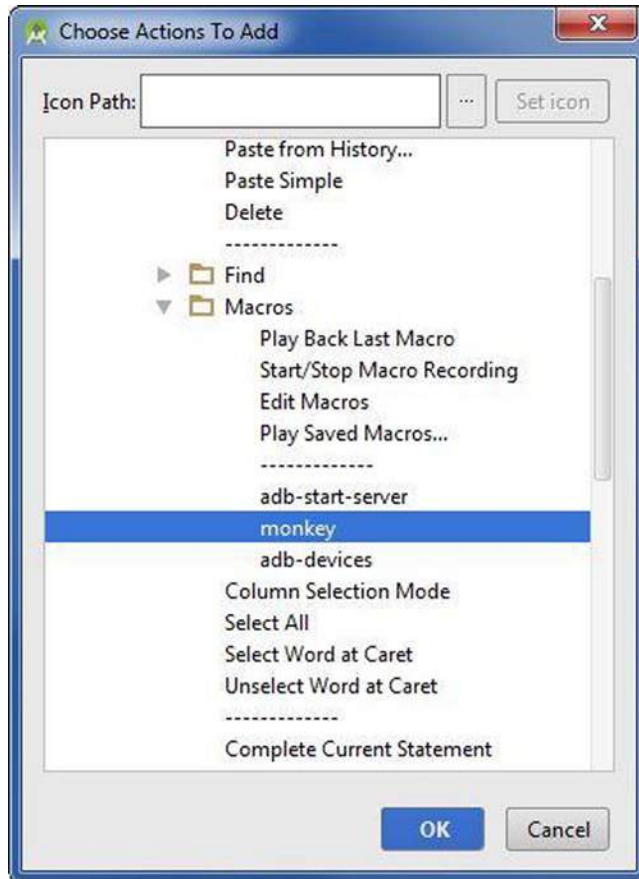 Choose Actions To Add
Icon Path: ... Set icon
Paste from History...
Paste Simple
Delete
-------------
Find
Macros
Play Back Last Macro
Start/Stop Macro Recording
Edit Macros
Play Saved Macros...
-------------
adb-start-server
monkey
adb-devices
Column Selection Mode
Select All
Select Word at Caret
Unselect Word at Caret
-------------
Complete Current Statement
OK Cancel